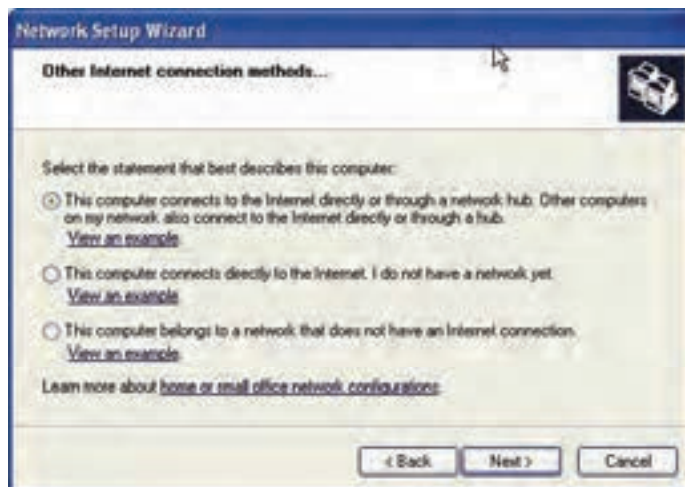 Network Setup Wizard
Other Internet connection methods...
Select the statement that best describes this computer:
This computer connects to the Internet directly or through a network hub. Other computers
on my network also connect to the Internet directly or through a hub.
View an example.
This computer connects directly to the Internet. I do not have a network yet.
View an example.
This computer belongs to a network that does not have an Internet connection.
View an example.
Learn more about home or small office network configurations.
< Back
Next >
Cancel